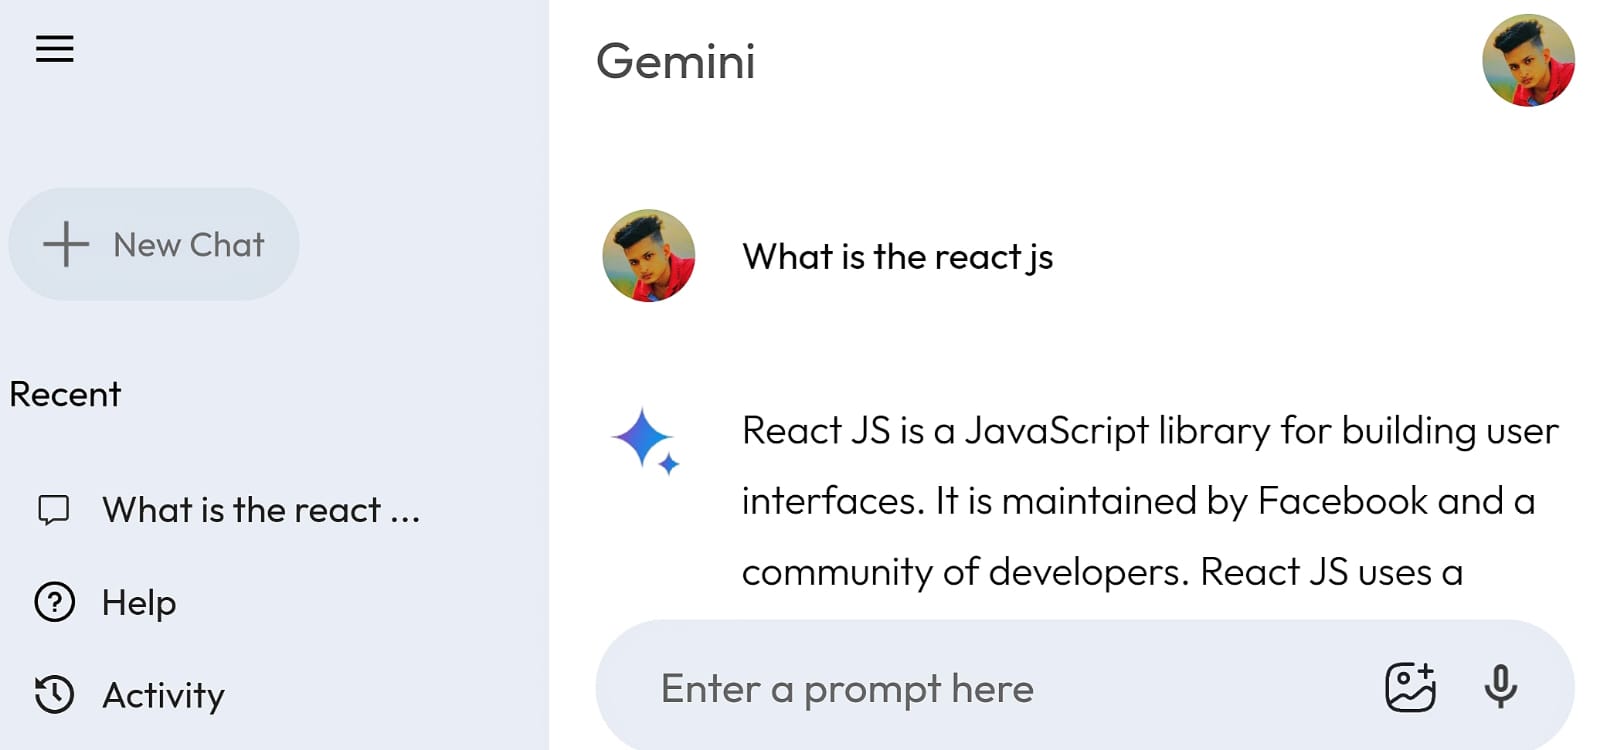 Gemini
New Chat
Recent
What is the react ...
Help
Activity
What is the react js
React JS is a JavaScript library for building user
interfaces. It is maintained by Facebook and a
community of developers. React JS uses a
Enter a prompt here